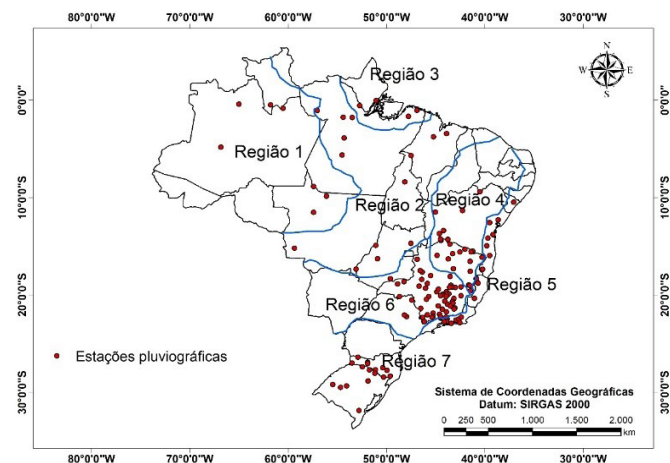 80°0'0"W 70°0'0"W 60°0'0"W 50°0'0"W 40°0'0"W 30°0'0"W
N
W E
S
Região 3
0°0'0" 0°0'0"
Região 1
10°0'0"S 10°0'0"S
Região 2
Região 4
Região 5
20°0'0"S 20°0'0"S
Região 6
Região 7
Estações pluviográficas
30°0'0"S 30°0'0"S
Sistema de Coordenadas Geográficas
Datum: SIRGAS 2000
0 250 500 1.000 1.500 2.000
km
80°0'0"W 70°0'0"W 60°0'0"W 50°0'0"W 40°0'0"W 30°0'0"W